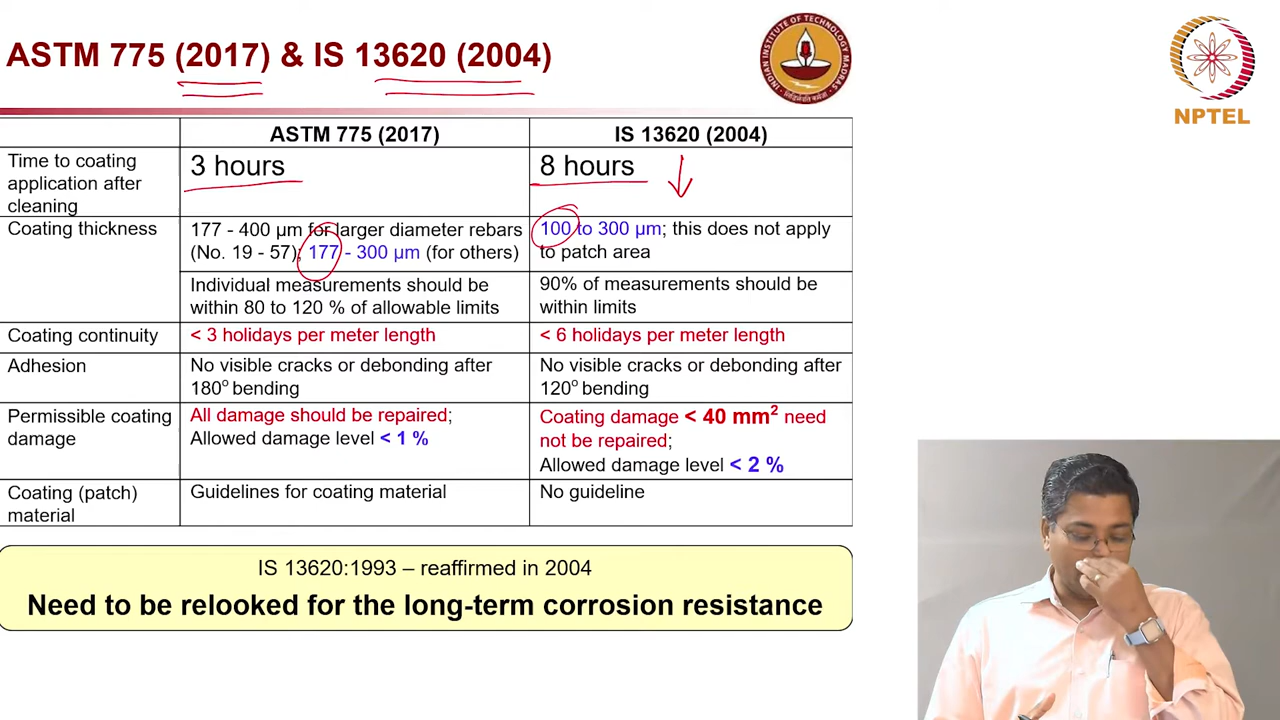 ASTM 775 (2017) & IS 13620 (2004)
INDIAN INSTITUTE OF TECHNOLOGY MADRAS
NPTEL
ASTM 775 (2017)
IS 13620 (2004)
Time to coating
application after
cleaning
3 hours
8 hours
Coating thickness
177 - 400 µm for larger diameter rebars
(No. 19 - 57); 177 - 300 µm (for others)
100 to 300 µm; this does not apply
to patch area
Individual measurements should be
within 80 to 120 % of allowable limits
90% of measurements should be
within limits
Coating continuity
< 3 holidays per meter length
< 6 holidays per meter length
Adhesion
No visible cracks or debonding after
180o bending
No visible cracks or debonding after
120o bending
Permissible coating
damage
All damage should be repaired;
Allowed damage level < 1 %
Coating damage < 40 mm2 need
not be repaired;
Allowed damage level < 2 %
Coating (patch)
material
Guidelines for coating material
No guideline
IS 13620:1993 – reaffirmed in 2004
Need to be relooked for the long-term corrosion resistance